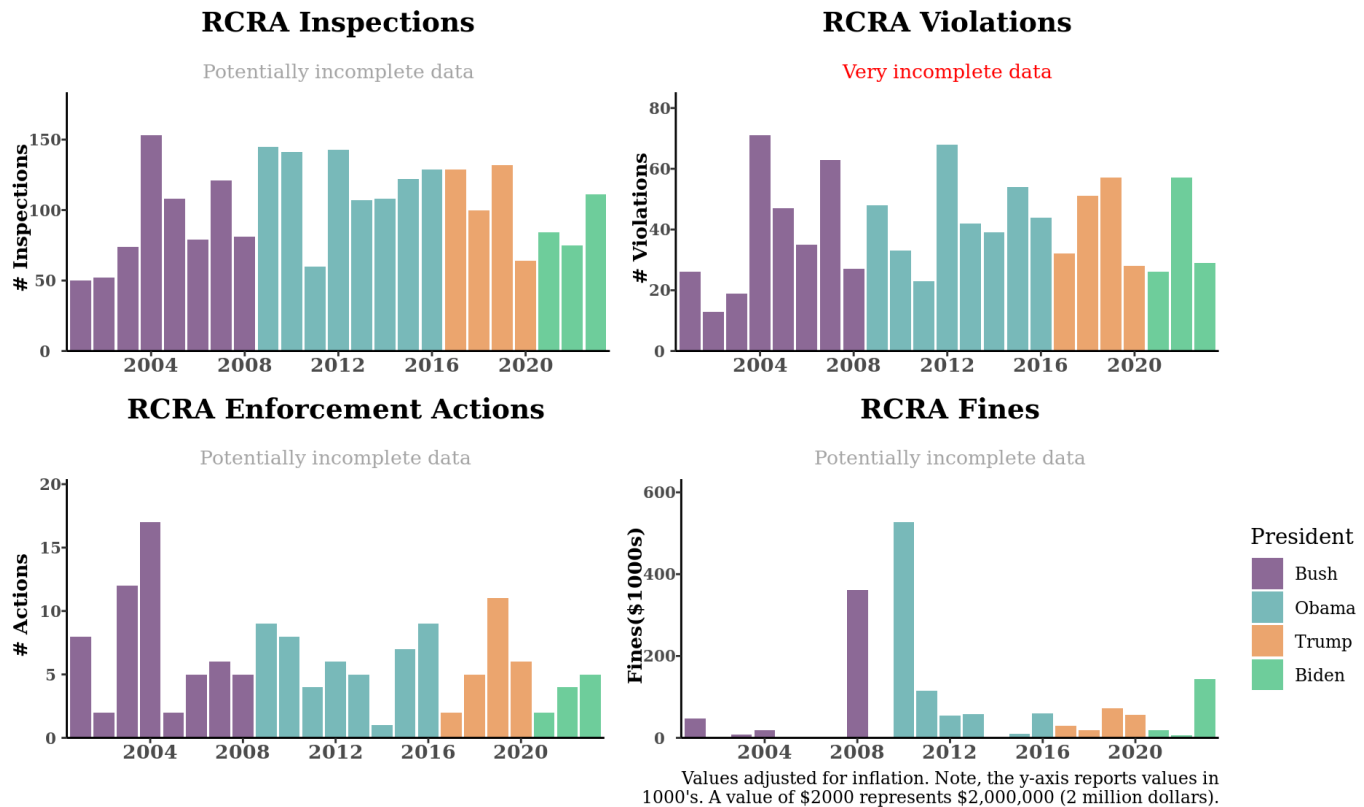 RCRA Inspections
Potentially incomplete data
# Inspections
150
100
50
0
2004 2008 2012 2016 2020
RCRA Violations
Very incomplete data
# Violations
80
60
40
20
0
2004 2008 2012 2016 2020
RCRA Enforcement Actions
Potentially incomplete data
# Actions
20
15
10
5
0
2004 2008 2012 2016 2020
RCRA Fines
Potentially incomplete data
Fines($1000s)
600
400
200
0
2004 2008 2012 2016 2020
Values adjusted for inflation. Note, the y-axis reports values in
1000's. A value of $2000 represents $2,000,000 (2 million dollars).
President
Bush
Obama
Trump
Biden